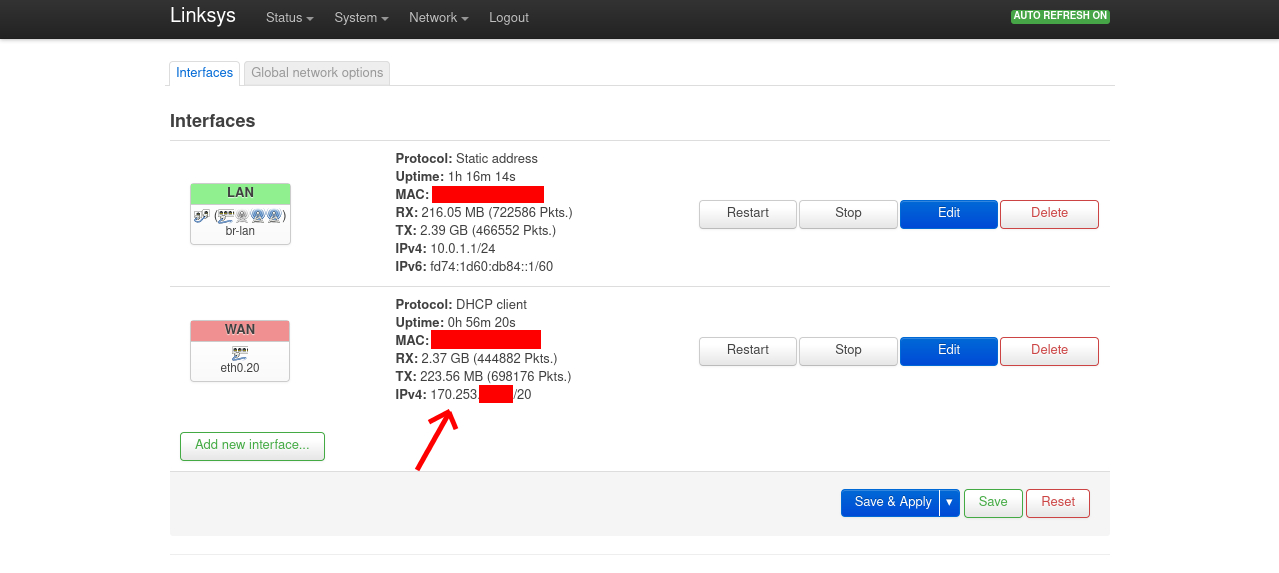 Linksys Status System Network Logout AUTO REFRESH ON
Interfaces Global network options
Interfaces
LAN
br-lan
Protocol: Static address
Uptime: 1h 16m 14s
MAC:
RX: 216.05 MB (722586 Pkts.)
TX: 2.39 GB (466552 Pkts.)
IPv4: 10.0.1.1/24
IPv6: fd74:1d60:db84::1/60
Restart Stop Edit Delete
WAN
eth0.20
Protocol: DHCP client
Uptime: 0h 56m 20s
MAC:
RX: 2.37 GB (444882 Pkts.)
TX: 223.56 MB (698176 Pkts.)
IPv4: 170.253. /20
Restart Stop Edit Delete
Add new interface...
Save & Apply Save Reset